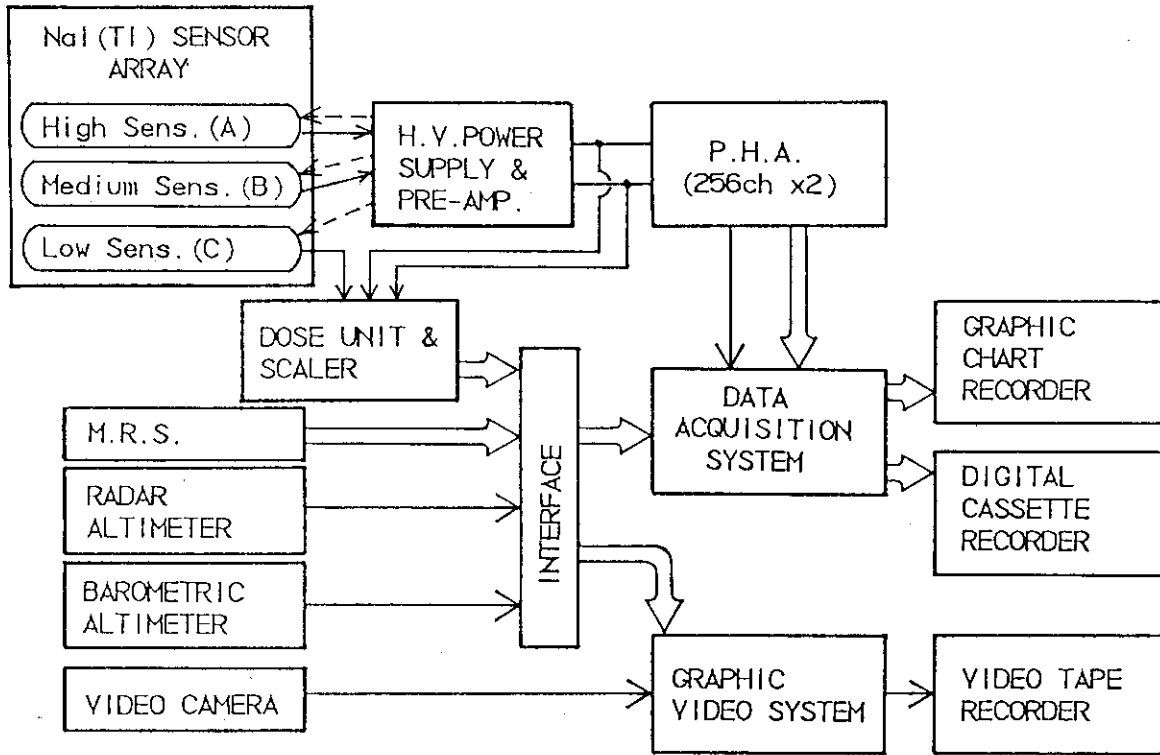 NaI(Tl) SENSOR
ARRAY
High Sens.(A)
Medium Sens.(B)
Low Sens.(C)
H.V.POWER
SUPPLY &
PRE-AMP.
P.H.A.
(256ch x2)
DOSE UNIT &
SCALER
M.R.S.
RADAR
ALTIMETER
BAROMETRIC
ALTIMETER
VIDEO CAMERA
INTERFACE
DATA
ACQUISITION
SYSTEM
GRAPHIC
CHART
RECORDER
DIGITAL
CASSETTE
RECORDER
GRAPHIC
VIDEO SYSTEM
VIDEO TAPE
RECORDER